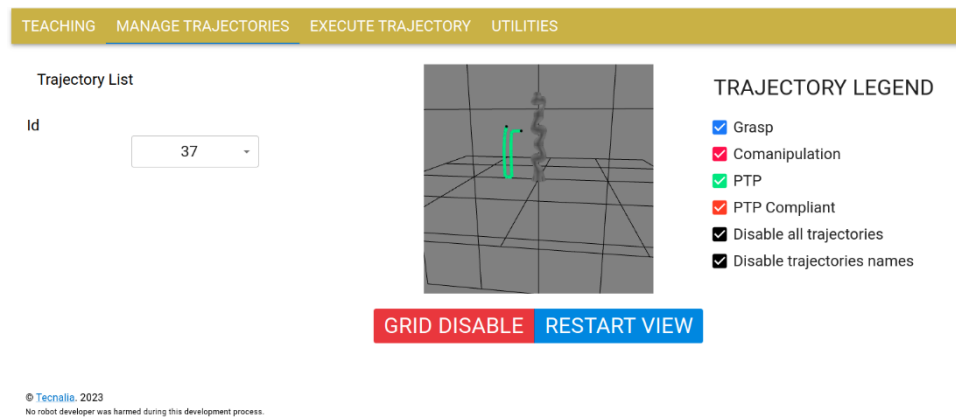 TEACHING MANAGE TRAJECTORIES EXECUTE TRAJECTORY UTILITIES
Trajectory List
Id
37
TRAJECTORY LEGEND
Grasp
Comanipulation
PTP
PTP Compliant
Disable all trajectories
Disable trajectories names
GRID DISABLE RESTART VIEW
© Tecnalia. 2023
No robot developer was harmed during this development process.